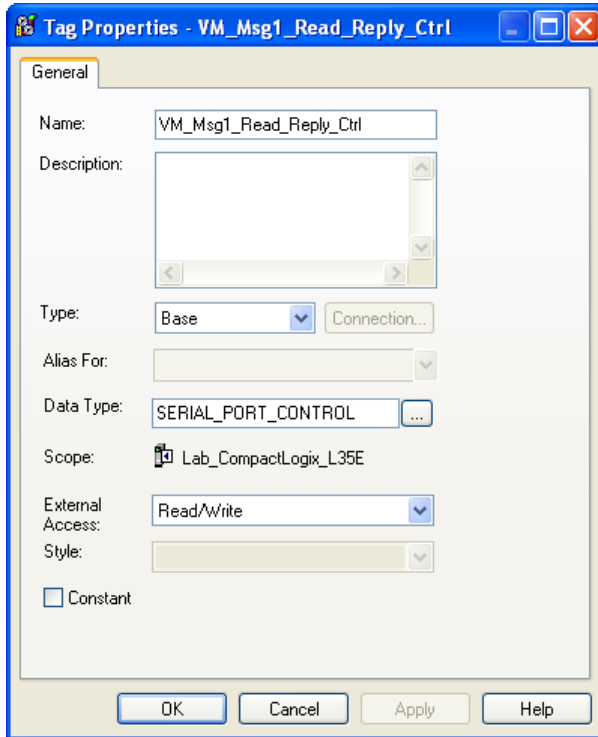 Tag Properties - VM_Msg1_Read_Reply_Ctrl
General
Name: VM_Msg1_Read_Reply_Ctrl
Description:
Type: Base Connection...
Alias For:
Data Type: SERIAL_PORT_CONTROL ...
Scope: Lab_CompactLogix_L35E
External Access: Read/Write
Style:
Constant
OK Cancel Apply Help